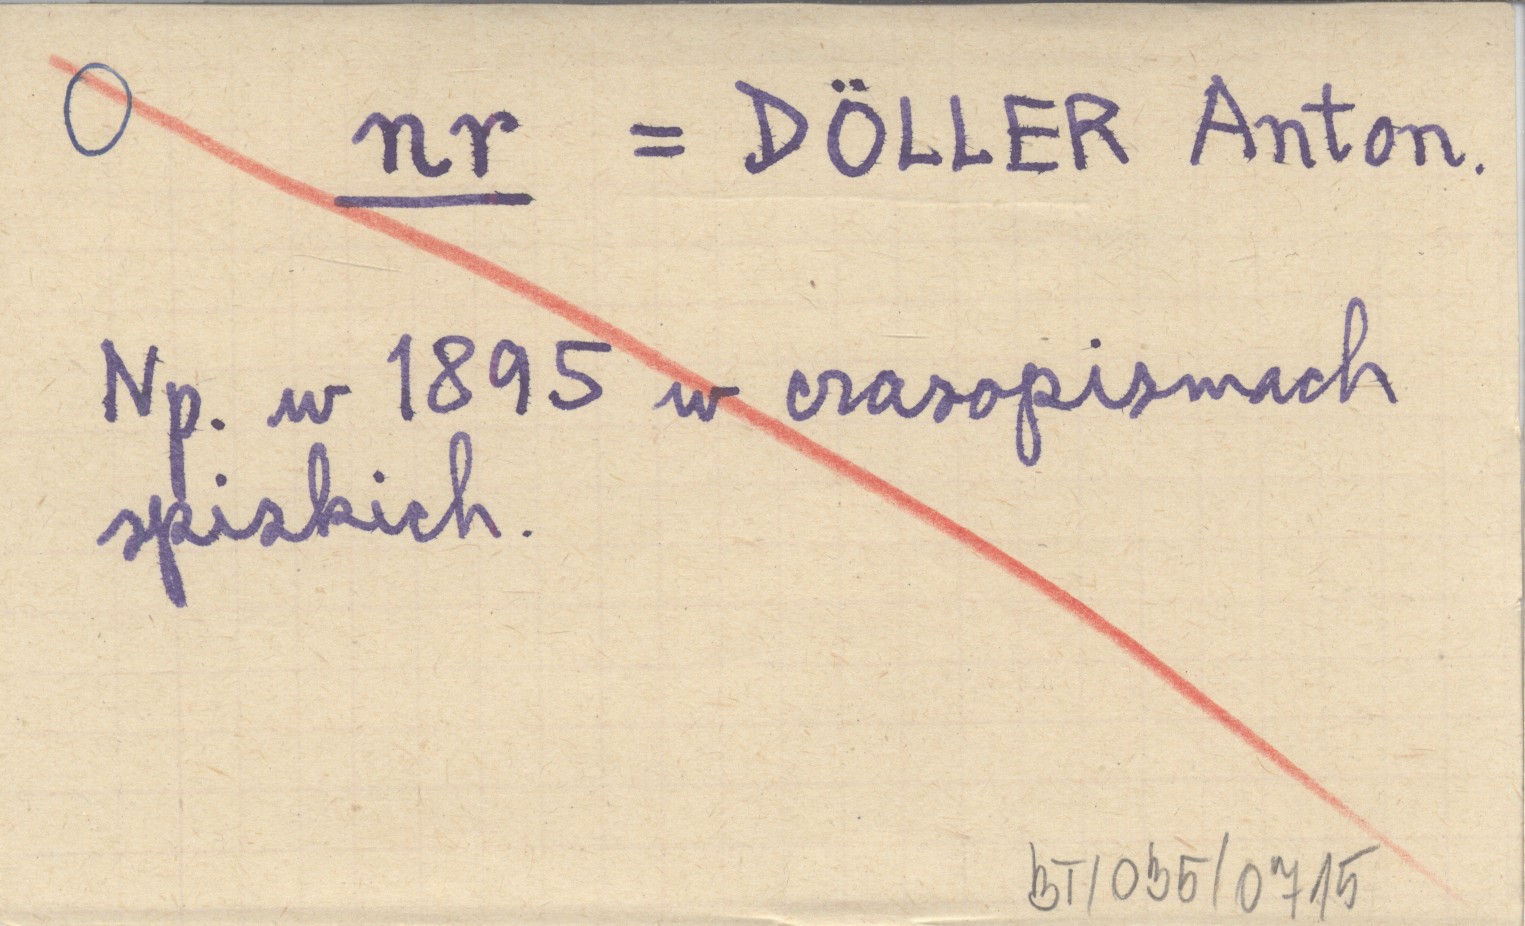 nr = DÖLLER Anton.
Np. w 1895 w czasopismach
spiskich.
BT/035/0715